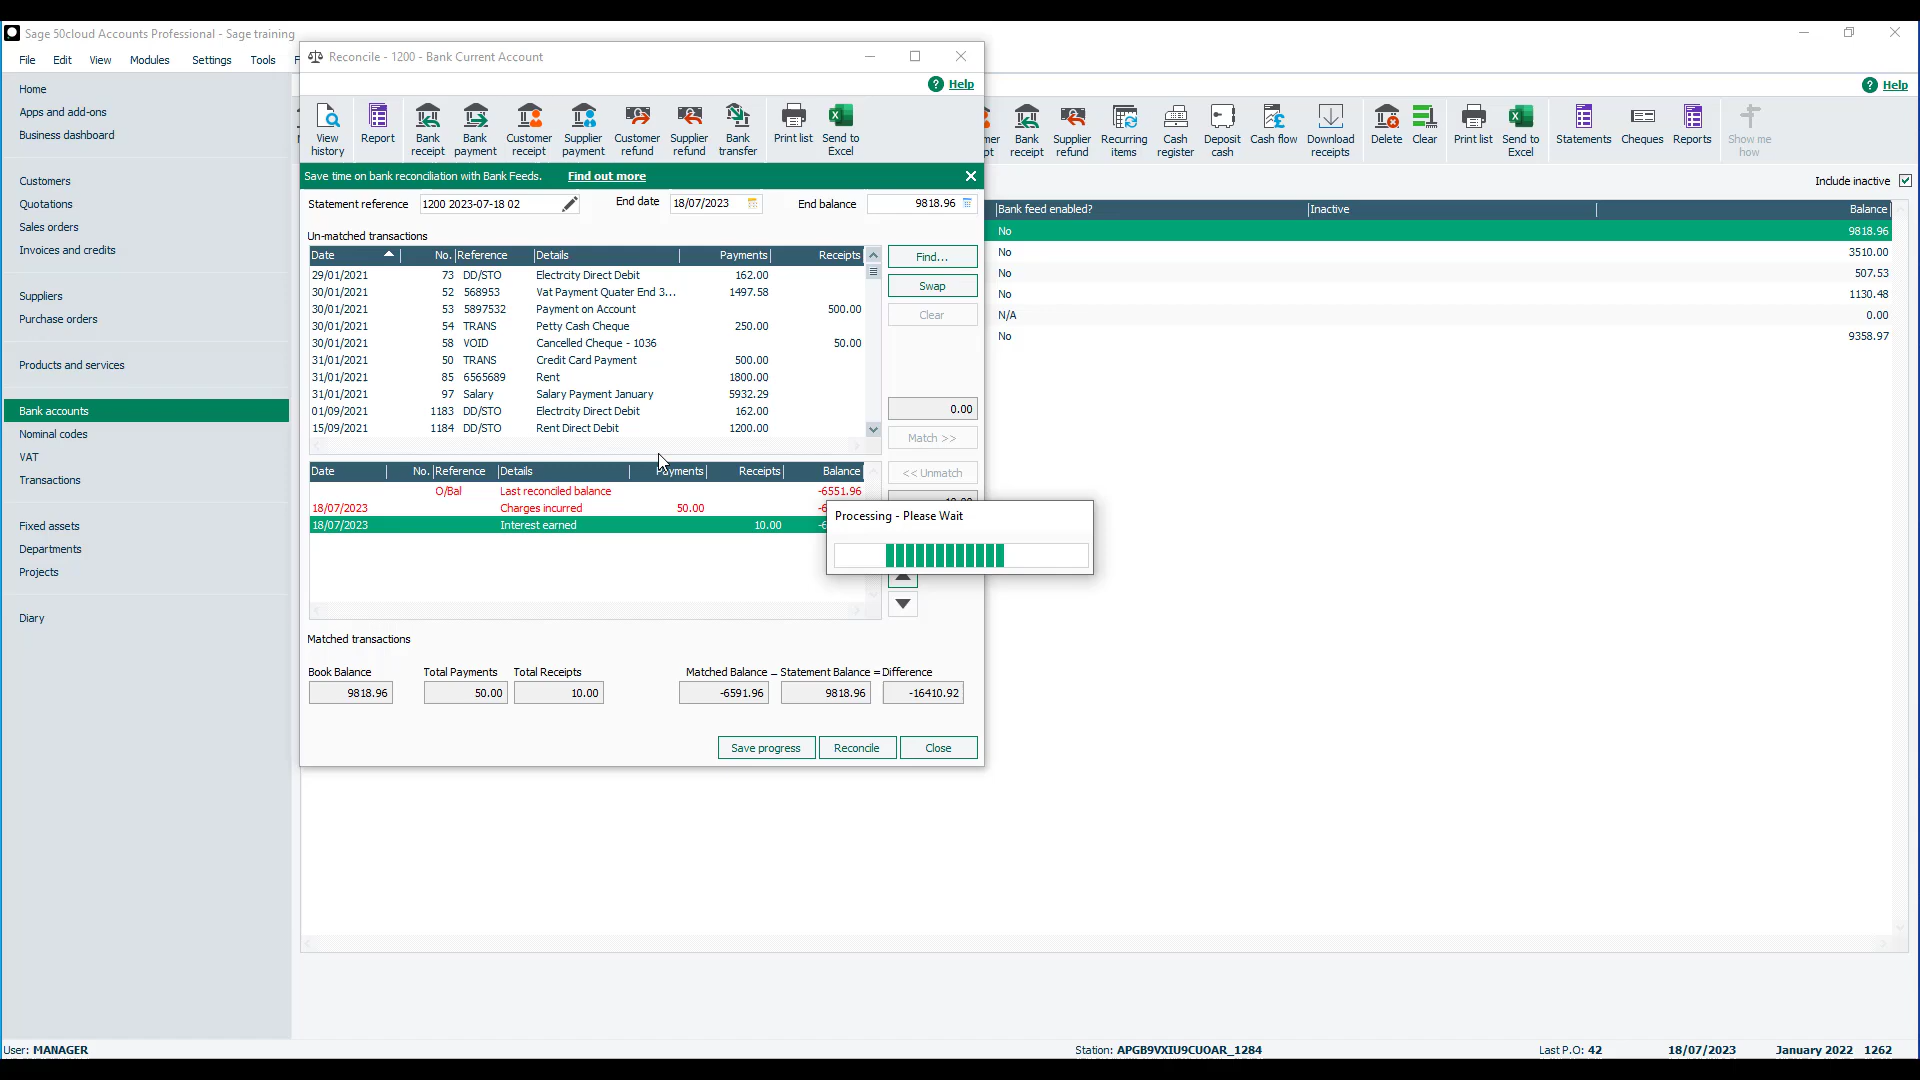 Sage 50cloud Accounts Professional - Sage training
File Edit View Modules Settings Tools F
Reconcile - 1200 - Bank Current Account
Help
Help
Home
Apps and add-ons
Business dashboard
Customers
Quotations
Sales orders
Invoices and credits
Suppliers
Purchase orders
Products and services
Bank accounts
Nominal codes
VAT
Transactions
Fixed assets
Departments
Projects
Diary
View history
Report
Bank receipt
Bank payment
Customer receipt
Supplier payment
Customer refund
Supplier refund
Bank transfer
Print list
Send to Excel
Bank receipt
Supplier refund
Recurring items
Cash register
Deposit cash
Cash flow
Download receipts
Delete
Clear
Print list
Send to Excel
Statements
Cheques
Reports
Show me how
Save time on bank reconciliation with Bank Feeds. Find out more
Include inactive
Statement reference 1200 2023-07-18 02 End date 18/07/2023 End balance 9818.96
Un-matched transactions
Date No. Reference Details Payments Receipts
29/01/2021 73 DD/STO Electrcity Direct Debit 162.00
30/01/2021 52 568953 Vat Payment Quater End 3... 1497.58
30/01/2021 53 5897532 Payment on Account 500.00
30/01/2021 54 TRANS Petty Cash Cheque 250.00
30/01/2021 58 VOID Cancelled Cheque - 1036 50.00
31/01/2021 50 TRANS Credit Card Payment 500.00
31/01/2021 85 6565689 Rent 1800.00
31/01/2021 97 Salary Salary Payment January 5932.29
01/09/2021 1183 DD/STO Electrcity Direct Debit 162.00
15/09/2021 1184 DD/STO Rent Direct Debit 1200.00
Find...
Swap
Clear
0.00
Match >>
<< Unmatch
Date No. Reference Details Payments Receipts Balance
O/Bal Last reconciled balance -6551.96
18/07/2023 Charges incurred 50.00
18/07/2023 Interest earned 10.00
Processing - Please Wait
Matched transactions
Book Balance Total Payments Total Receipts Matched Balance - Statement Balance = Difference
9818.96 50.00 10.00 -6591.96 9818.96 -16410.92
Save progress Reconcile Close
Bank feed enabled? Inactive Balance
No 9818.96
No 3510.00
No 507.53
No 1130.48
N/A 0.00
No 9358.97
User: MANAGER Station: APGB9VXIU9CUOAR_1284 Last P.O: 42 18/07/2023 January 2022 1262